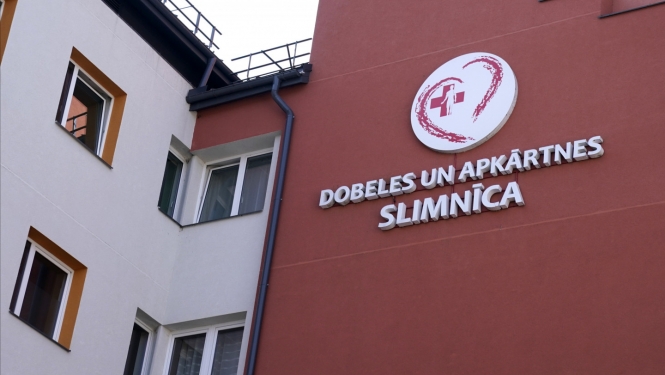 DOBELES UN APKĀRTNES
SLIMNĪCA